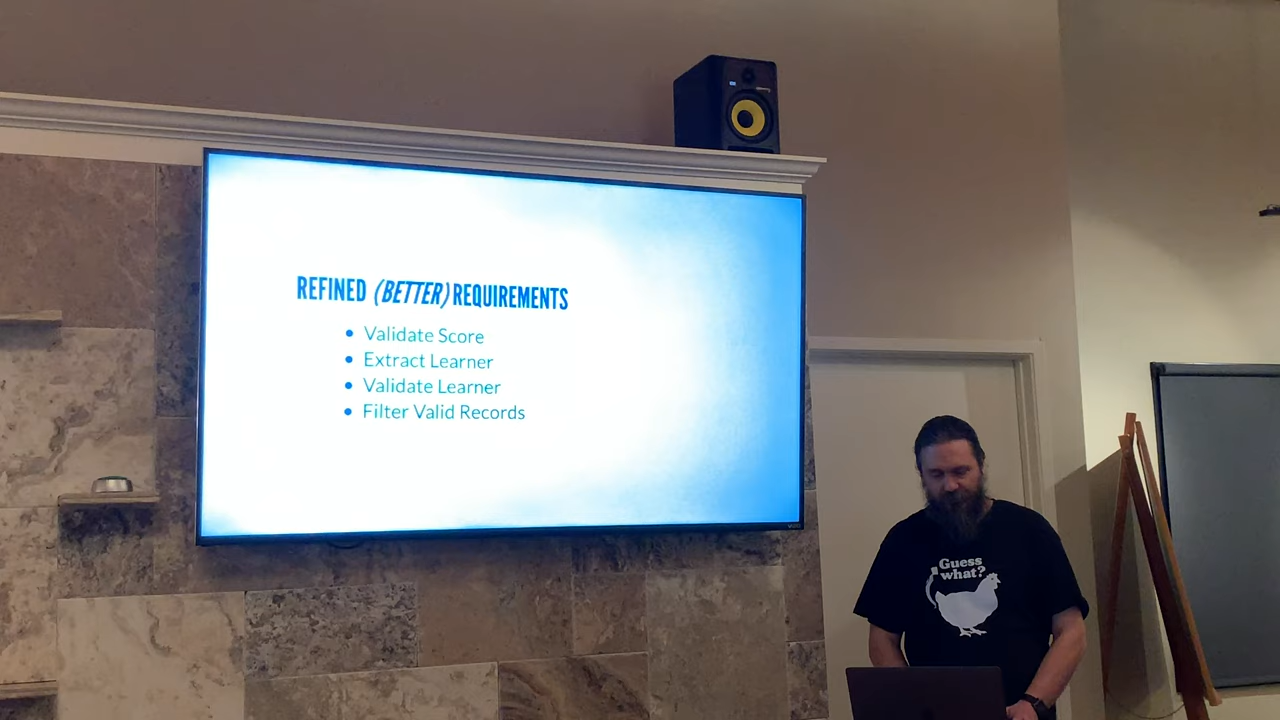 REFINED (BETTER) REQUIREMENTS
Validate Score
Extract Learner
Validate Learner
Filter Valid Records
Guess
what?